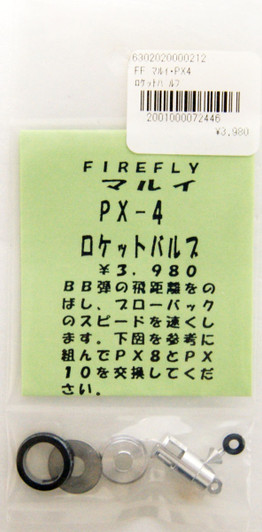 6302020000212
FF マルイ・PX4
ロケットバルブ
2001000072446
¥3,980
FIREFLY
マルイ
PX-4
ロケットバルブ
¥3,980
BB弾の飛距離をの
ばし、ブローバック
のスピードを速くし
ます。下図を参考に
組んでPX8とPX
10を交換してくだ
さい。